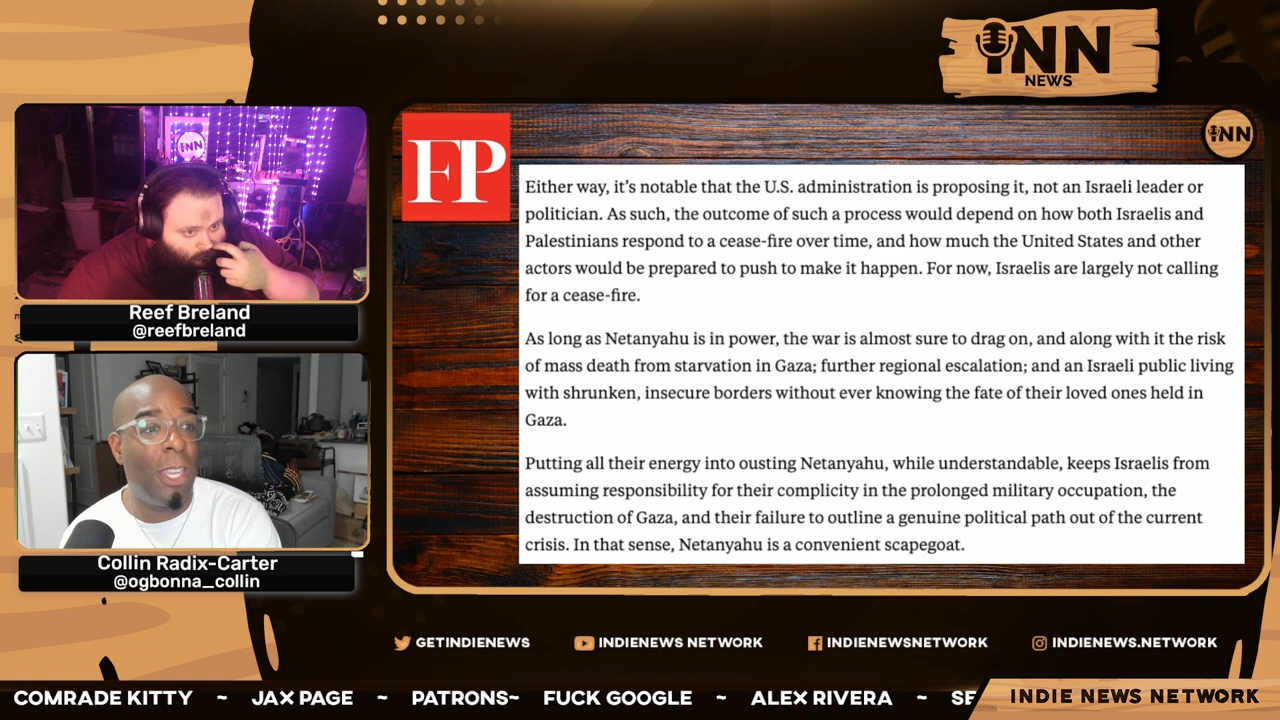 iNN
NEWS
iNN
FP
iNN
Either way, it’s notable that the U.S. administration is proposing it, not an Israeli leader or
politician. As such, the outcome of such a process would depend on how both Israelis and
Palestinians respond to a cease-fire over time, and how much the United States and other
actors would be prepared to push to make it happen. For now, Israelis are largely not calling
for a cease-fire.
As long as Netanyahu is in power, the war is almost sure to drag on, and along with it the risk
of mass death from starvation in Gaza; further regional escalation; and an Israeli public living
with shrunken, insecure borders without ever knowing the fate of their loved ones held in
Gaza.
Putting all their energy into ousting Netanyahu, while understandable, keeps Israelis from
assuming responsibility for their complicity in the prolonged military occupation, the
destruction of Gaza, and their failure to outline a genuine political path out of the current
crisis. In that sense, Netanyahu is a convenient scapegoat.
Reef Breland
@reefbreland
Collin Radix-Carter
@ogbonna_collin
GETINDIENEWS
INDIENEWS NETWORK
INDIENEWSNETWORK
INDIENEWS.NETWORK
COMRADE KITTY ~ JAX PAGE ~ PATRONS~ FUCK GOOGLE ~ ALEX RIVERA ~ SE
INDIE NEWS NETWORK